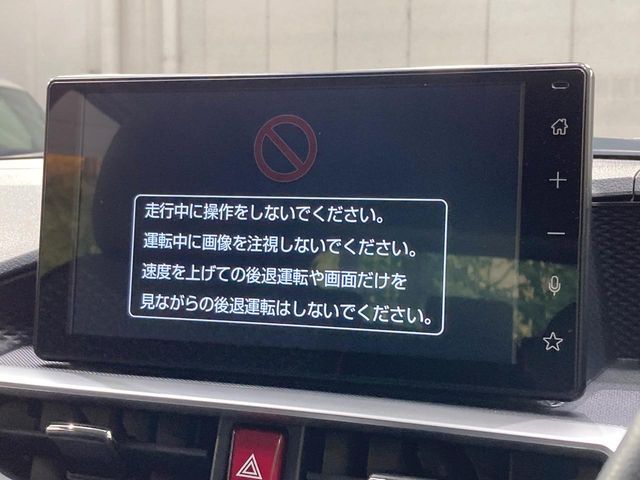 走行中に操作をしないでください。
運転中に画像を注視しないでください。
速度を上げての後退運転や画面だけを
見ながらの後退運転はしないでください。